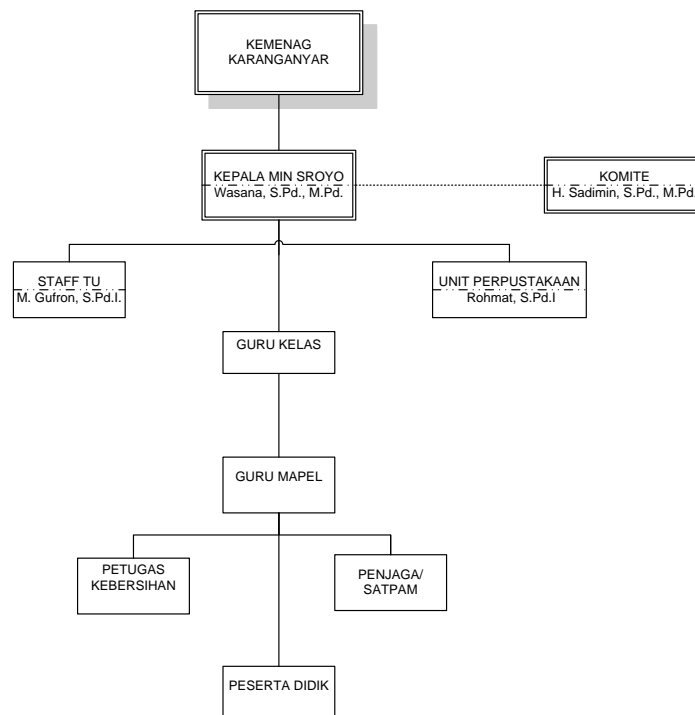 KEMENAG
KARANGANYAR
KEPALA MIN SROYO
Wasana, S.Pd., M.Pd.
KOMITE
H. Sadimin, S.Pd., M.Pd.
STAFF TU
M. Gufron, S.Pd.I.
UNIT PERPUSTAKAAN
Rohmat, S.Pd.I
GURU KELAS
GURU MAPEL
PETUGAS
KEBERSIHAN
PENJAGA/
SATPAM
PESERTA DIDIK